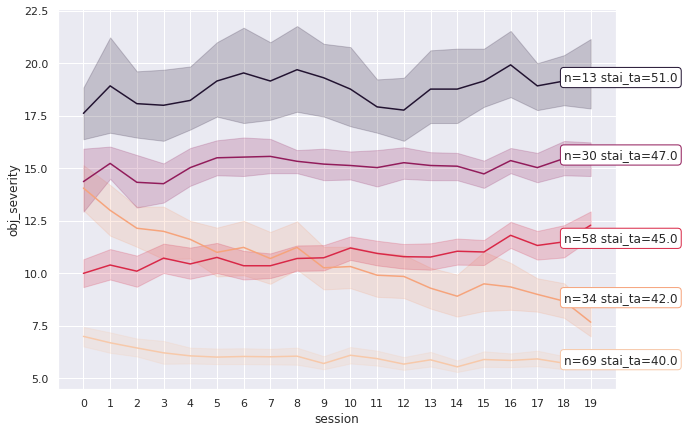 22.5
20.0
17.5
15.0
12.5
10.0
7.5
5.0
obj_severity
n=13 stai_ta=51.0
n=30 stai_ta=47.0
n=58 stai_ta=45.0
n=34 stai_ta=42.0
n=69 stai_ta=40.0
0 1 2 3 4 5 6 7 8 9 10 11 12 13 14 15 16 17 18 19
session